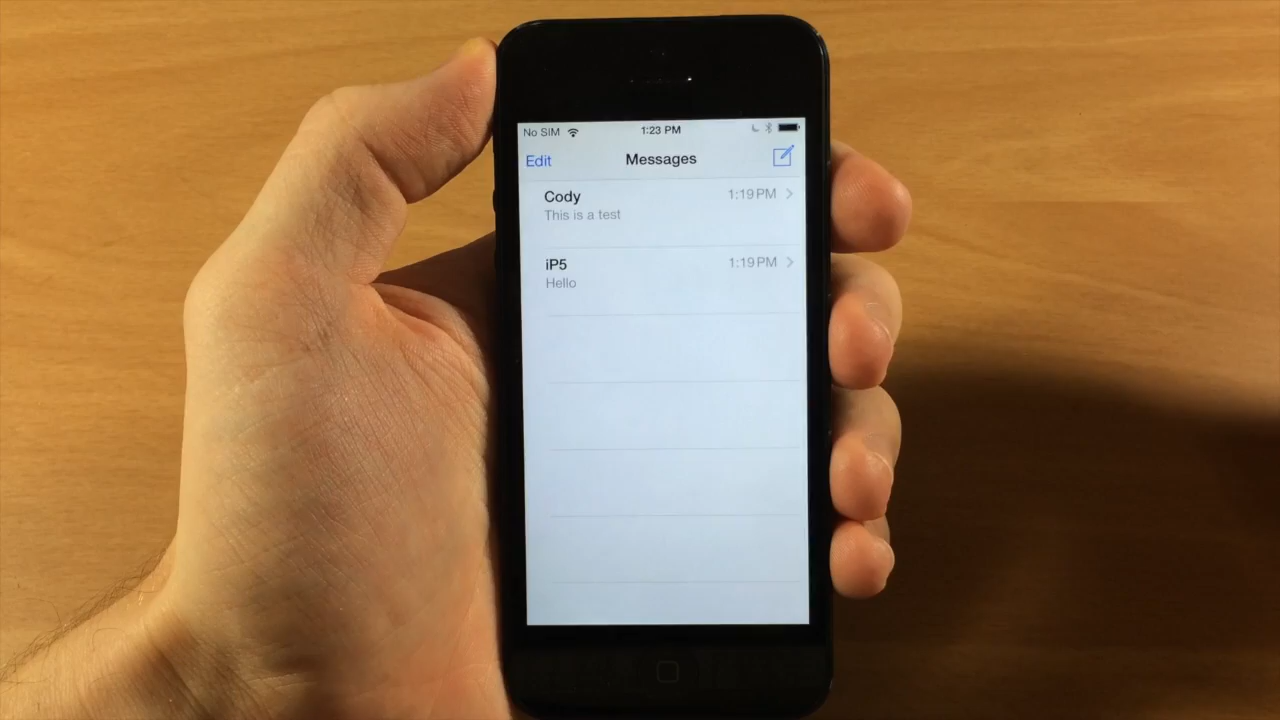 No SIM 1:23 PM
Edit Messages
Cody 1:19 PM
This is a test
iP5 1:19 PM
Hello